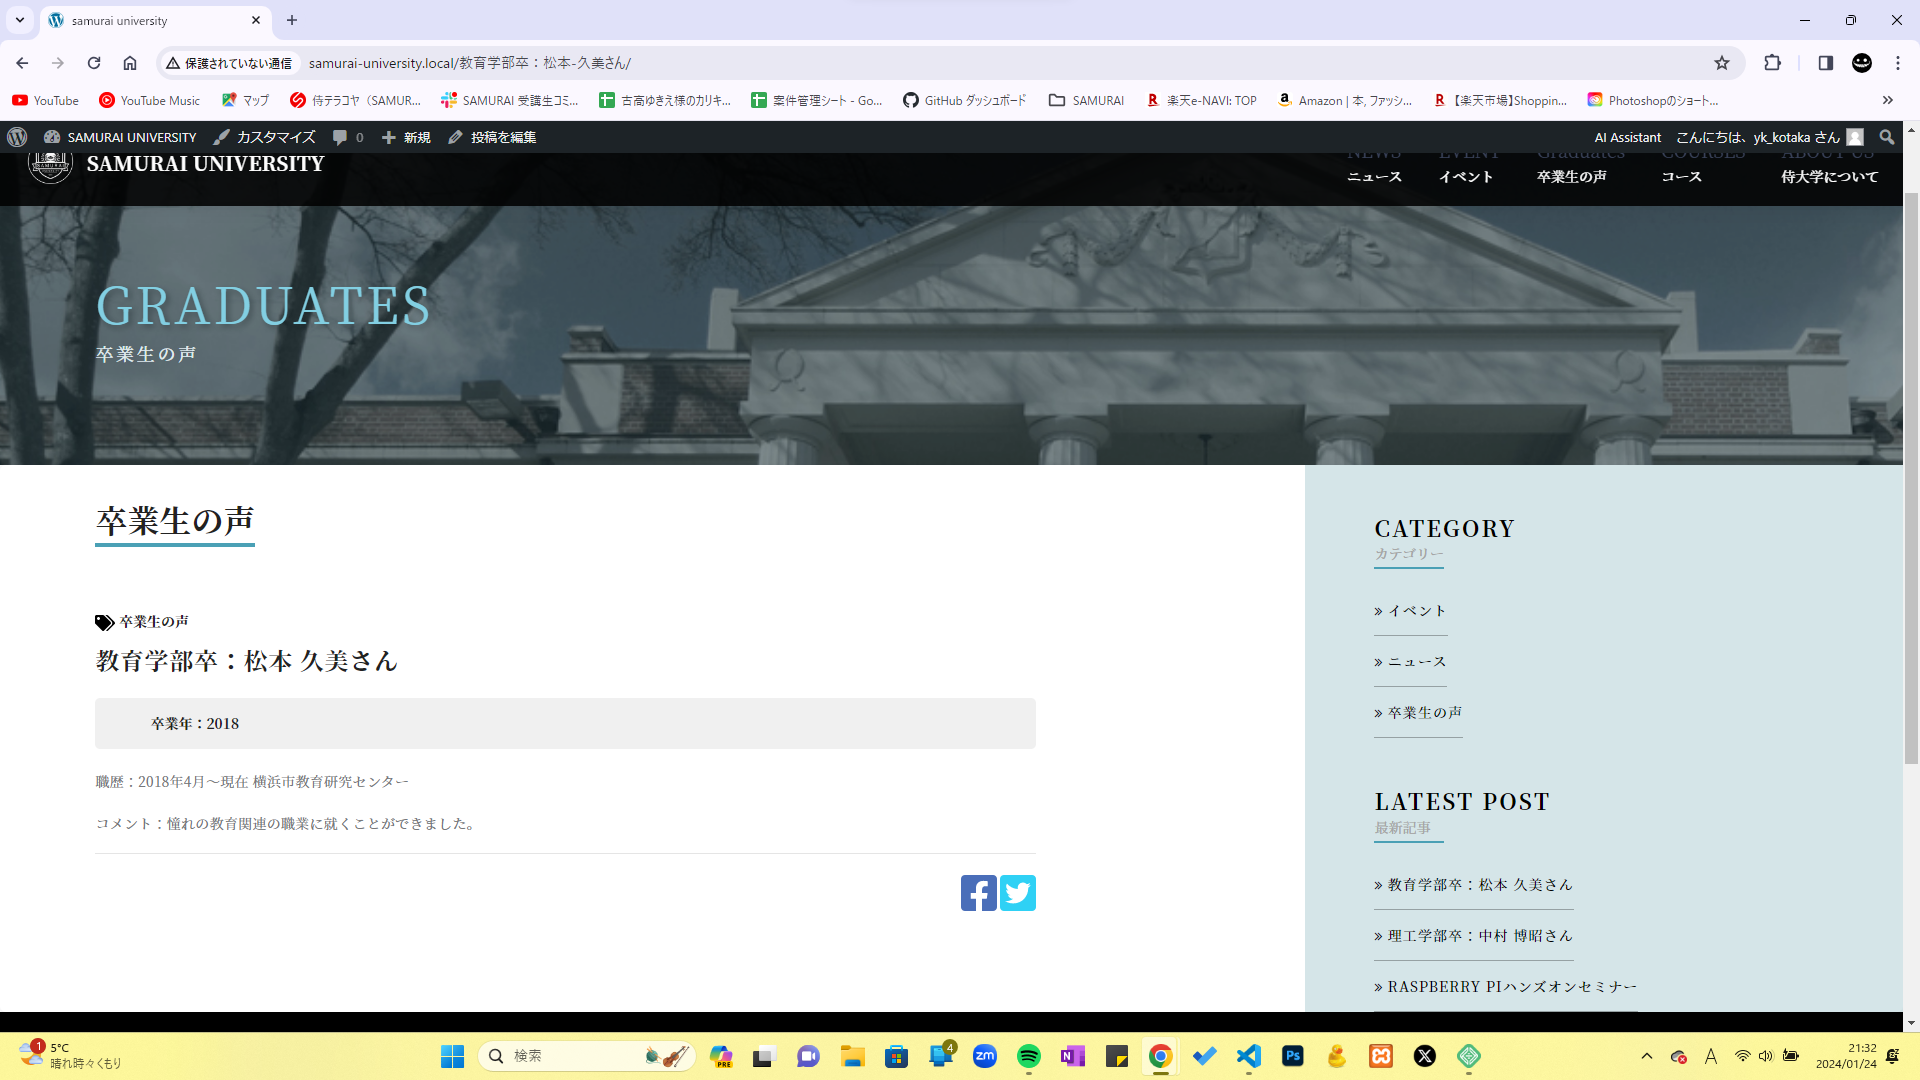 samurai university
保護されていない通信
samurai-university.local/教育学部卒：松本-久美さん/
YouTube
YouTube Music
マップ
侍テラコヤ（SAMUR...
SAMURAI 受講生コミ...
古高ゆきえ様のカリキ...
案件管理シート - Go...
GitHub ダッシュボード
SAMURAI
楽天e-NAVI: TOP
Amazon | 本, ファッシ...
【楽天市場】Shoppin...
Photoshopのショート...
SAMURAI UNIVERSITY
カスタマイズ
0
新規
投稿を編集
AI Assistant
こんにちは、yk_kotaka さん
SAMURAI UNIVERSITY
NEWS
EVENT
Graduates
COURSES
ABOUT US
ニュース
イベント
卒業生の声
コース
侍大学について
GRADUATES
卒業生の声
卒業生の声
卒業生の声
教育学部卒：松本 久美さん
卒業年：2018
職歴：2018年4月〜現在 横浜市教育研究センター
コメント：憧れの教育関連の職業に就くことができました。
CATEGORY
カテゴリー
» イベント
» ニュース
» 卒業生の声
LATEST POST
最新記事
» 教育学部卒：松本 久美さん
» 理工学部卒：中村 博昭さん
» RASPBERRY PIハンズオンセミナー
1
5°C
晴れ時々くもり
検索
PRE
4
zm
N
Ps
X
A
21:32
2024/01/24